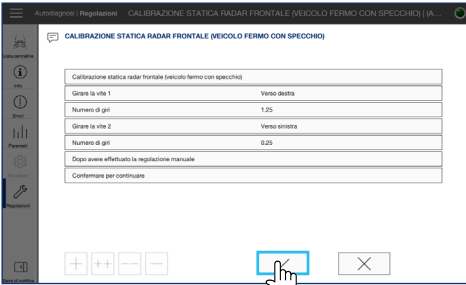 Autodiagnosi | Regolazioni CALIBRAZIONE STATICA RADAR FRONTALE (VEICOLO FERMO CON SPECCHIO) | (A...
CALIBRAZIONE STATICA RADAR FRONTALE (VEICOLO FERMO CON SPECCHIO)
Lista centraline
Info
Errori
Parametri
Regolazioni
Calibrazione statica radar frontale (veicolo fermo con specchio)
Girare la vite 1 Verso destra
Numero di giri 1,25
Girare la vite 2 Verso sinistra
Numero di giri 0.25
Dopo avere effettuato la regolazione manuale
Confermare per continuare
+ ++ -- -